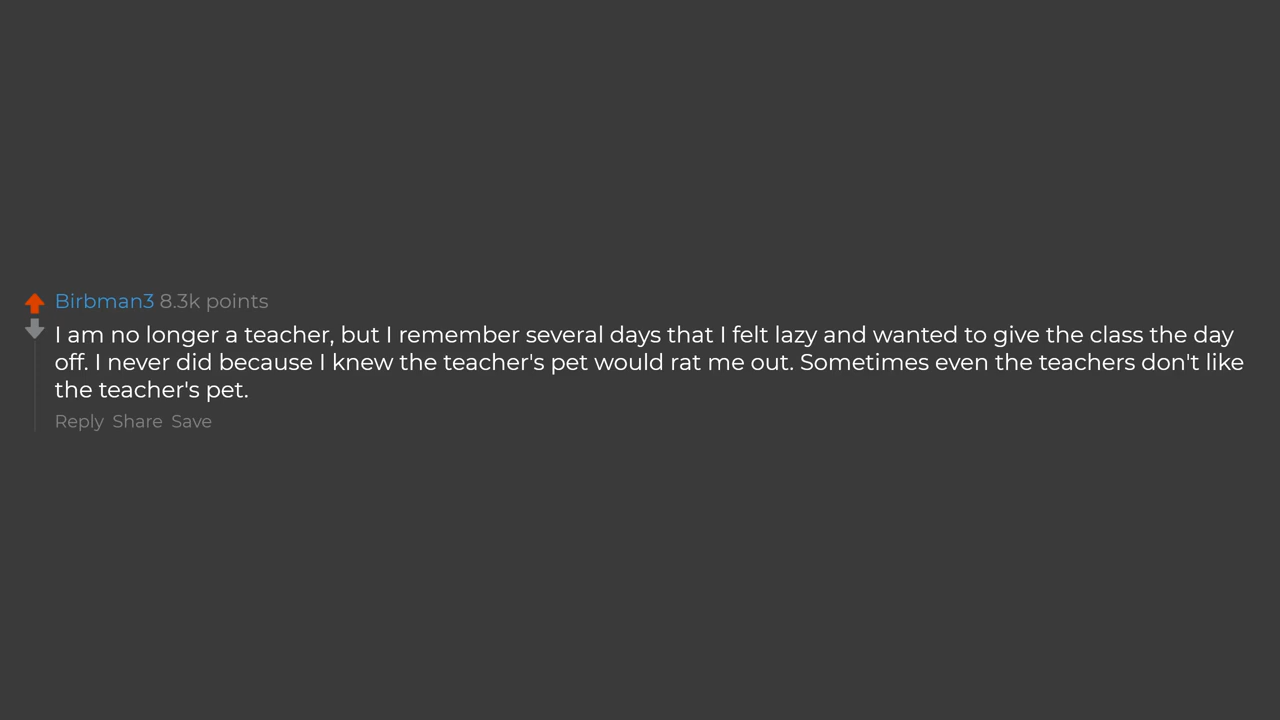 Birbman3 8.3k points
I am no longer a teacher, but I remember several days that I felt lazy and wanted to give the class the day
off. I never did because I knew the teacher's pet would rat me out. Sometimes even the teachers don't like
the teacher's pet.
Reply Share Save